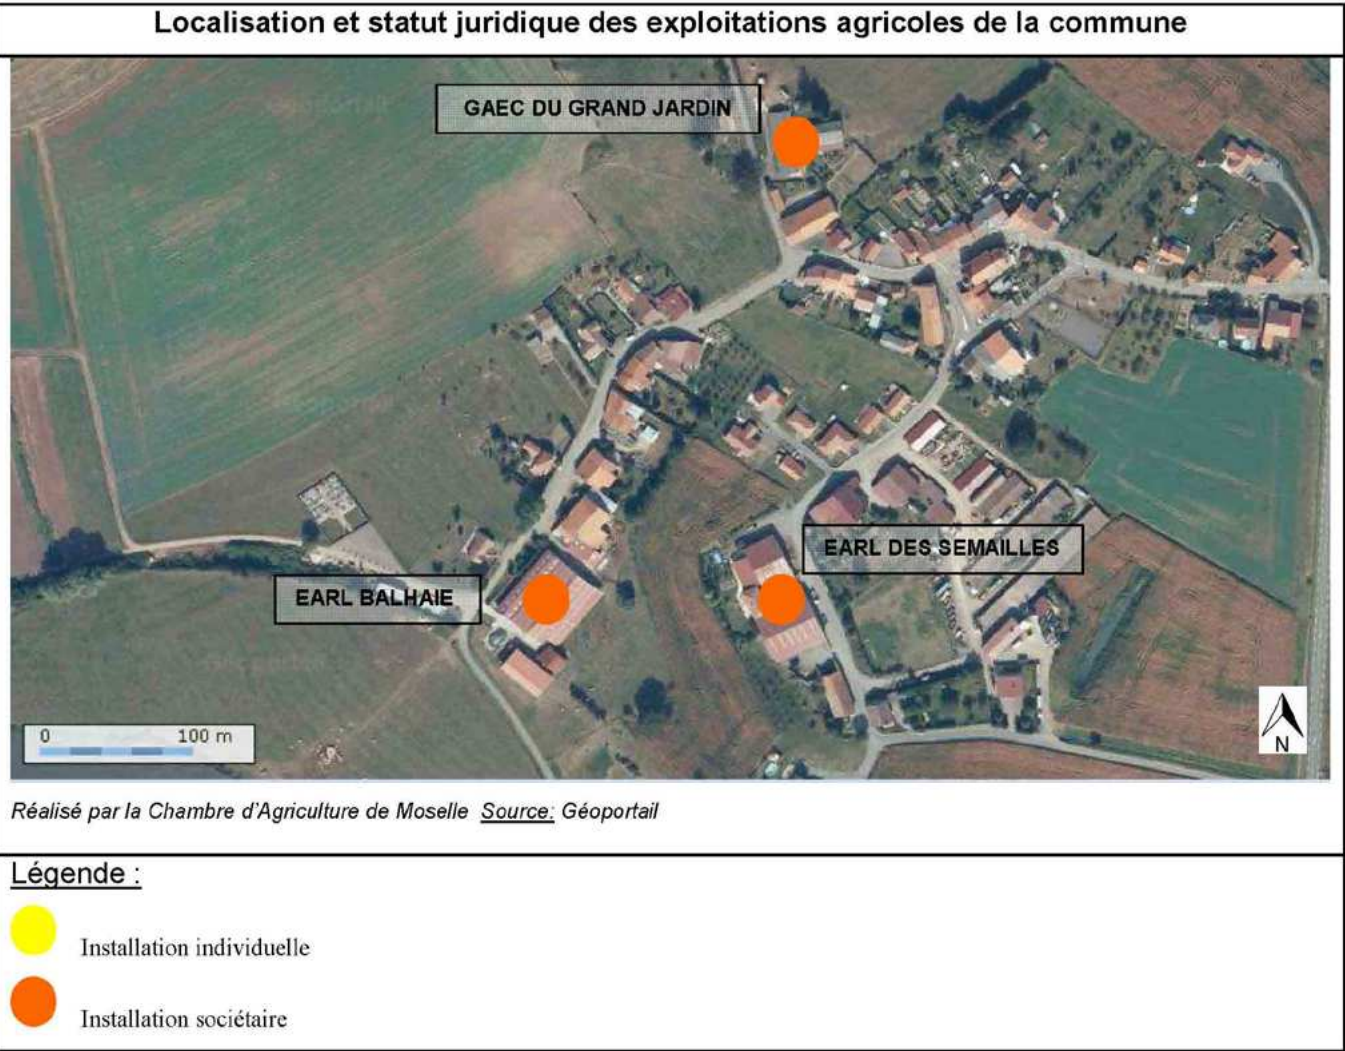 Localisation et statut juridique des exploitations agricoles de la commune
GAEC DU GRAND JARDIN
EARL DES SEMAILLES
EARL BALHAIE
0 100 m
N
Réalisé par la Chambre d'Agriculture de Moselle Source: Géoportail
Légende :
Installation individuelle
Installation sociétaire